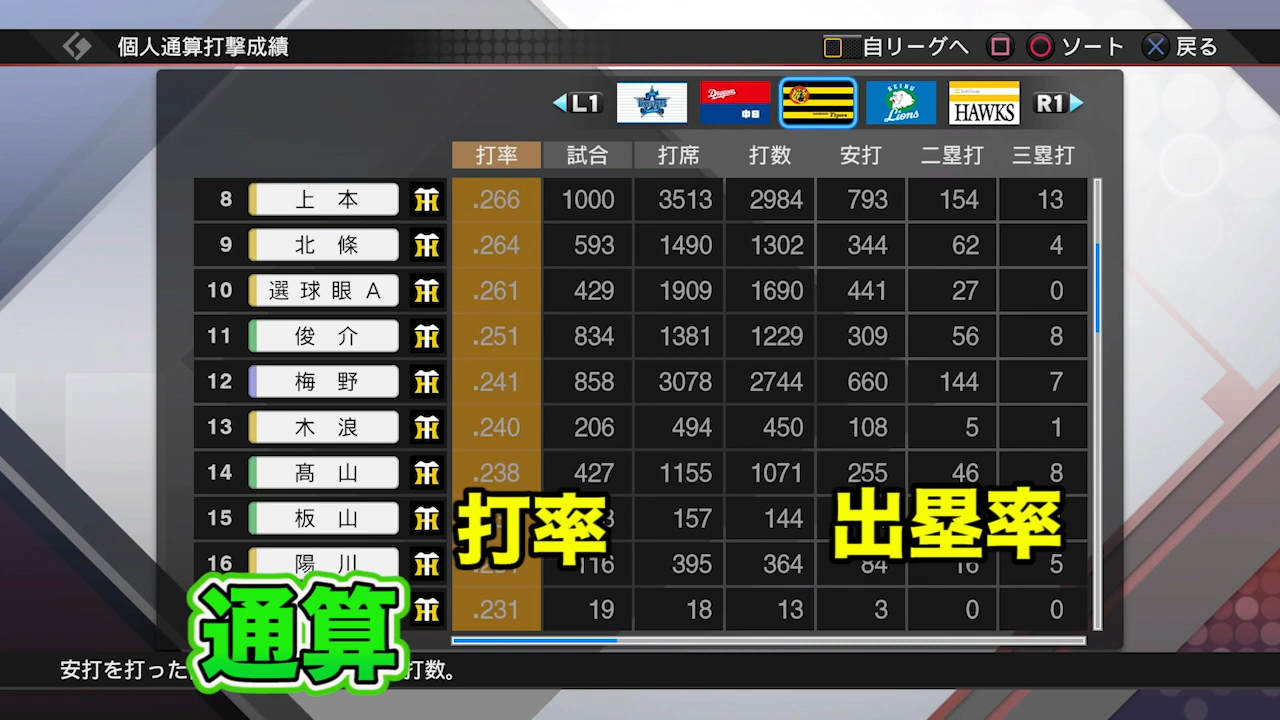 個人通算打撃成績 自リーグへ ソート 戻る
L1 Dragons 中日 Tigers SEIBU Lions SoftBank HAWKS R1
打率 試合 打席 打数 安打 二塁打 三塁打
8 上本 .266 1000 3513 2984 793 154 13
9 北條 .264 593 1490 1302 344 62 4
10 選球眼A .261 429 1909 1690 441 27 0
11 俊介 .251 834 1381 1229 309 56 8
12 梅野 .241 858 3078 2744 660 144 7
13 木浪 .240 206 494 450 108 5 1
14 髙山 .238 427 1155 1071 255 46 8
15 板山 157 144
打率 出塁率
16 陽川 116 395 364 84 16 5
.231 19 18 13 3 0 0
通算
安打を打った 打数。